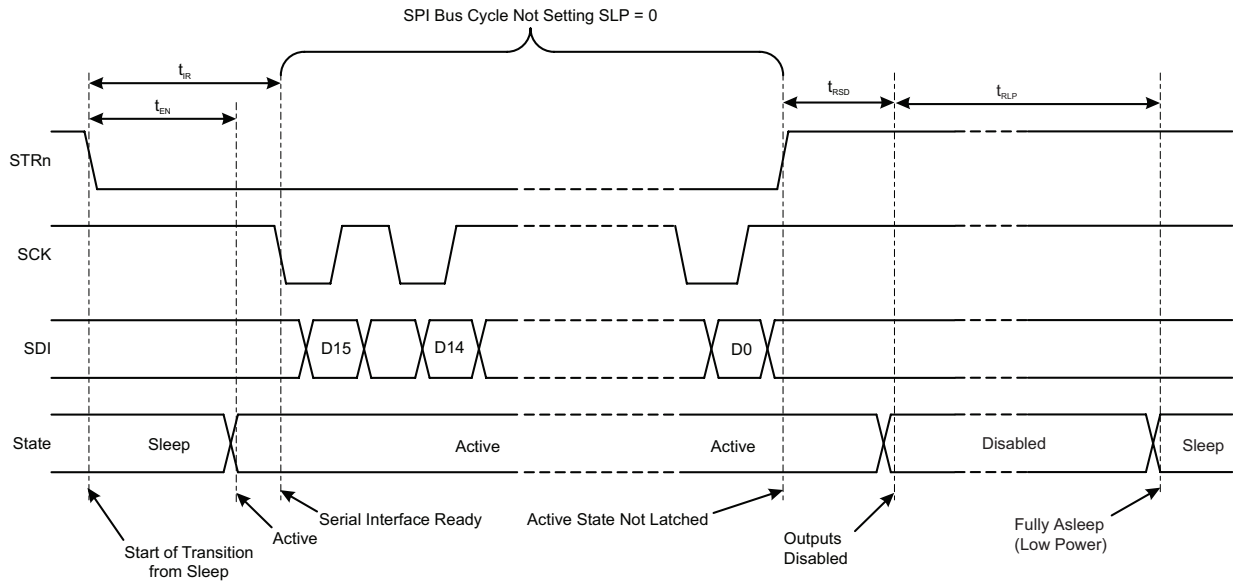 SPI Bus Cycle Not Setting SLP = 0
tIR
tEN
tRSD
tRLP
STRn
SCK
SDI
D15
D14
D0
State
Sleep
Active
Active
Disabled
Sleep
Start of Transition
from Sleep
Active
Serial Interface Ready
Active State Not Latched
Outputs
Disabled
Fully Asleep
(Low Power)